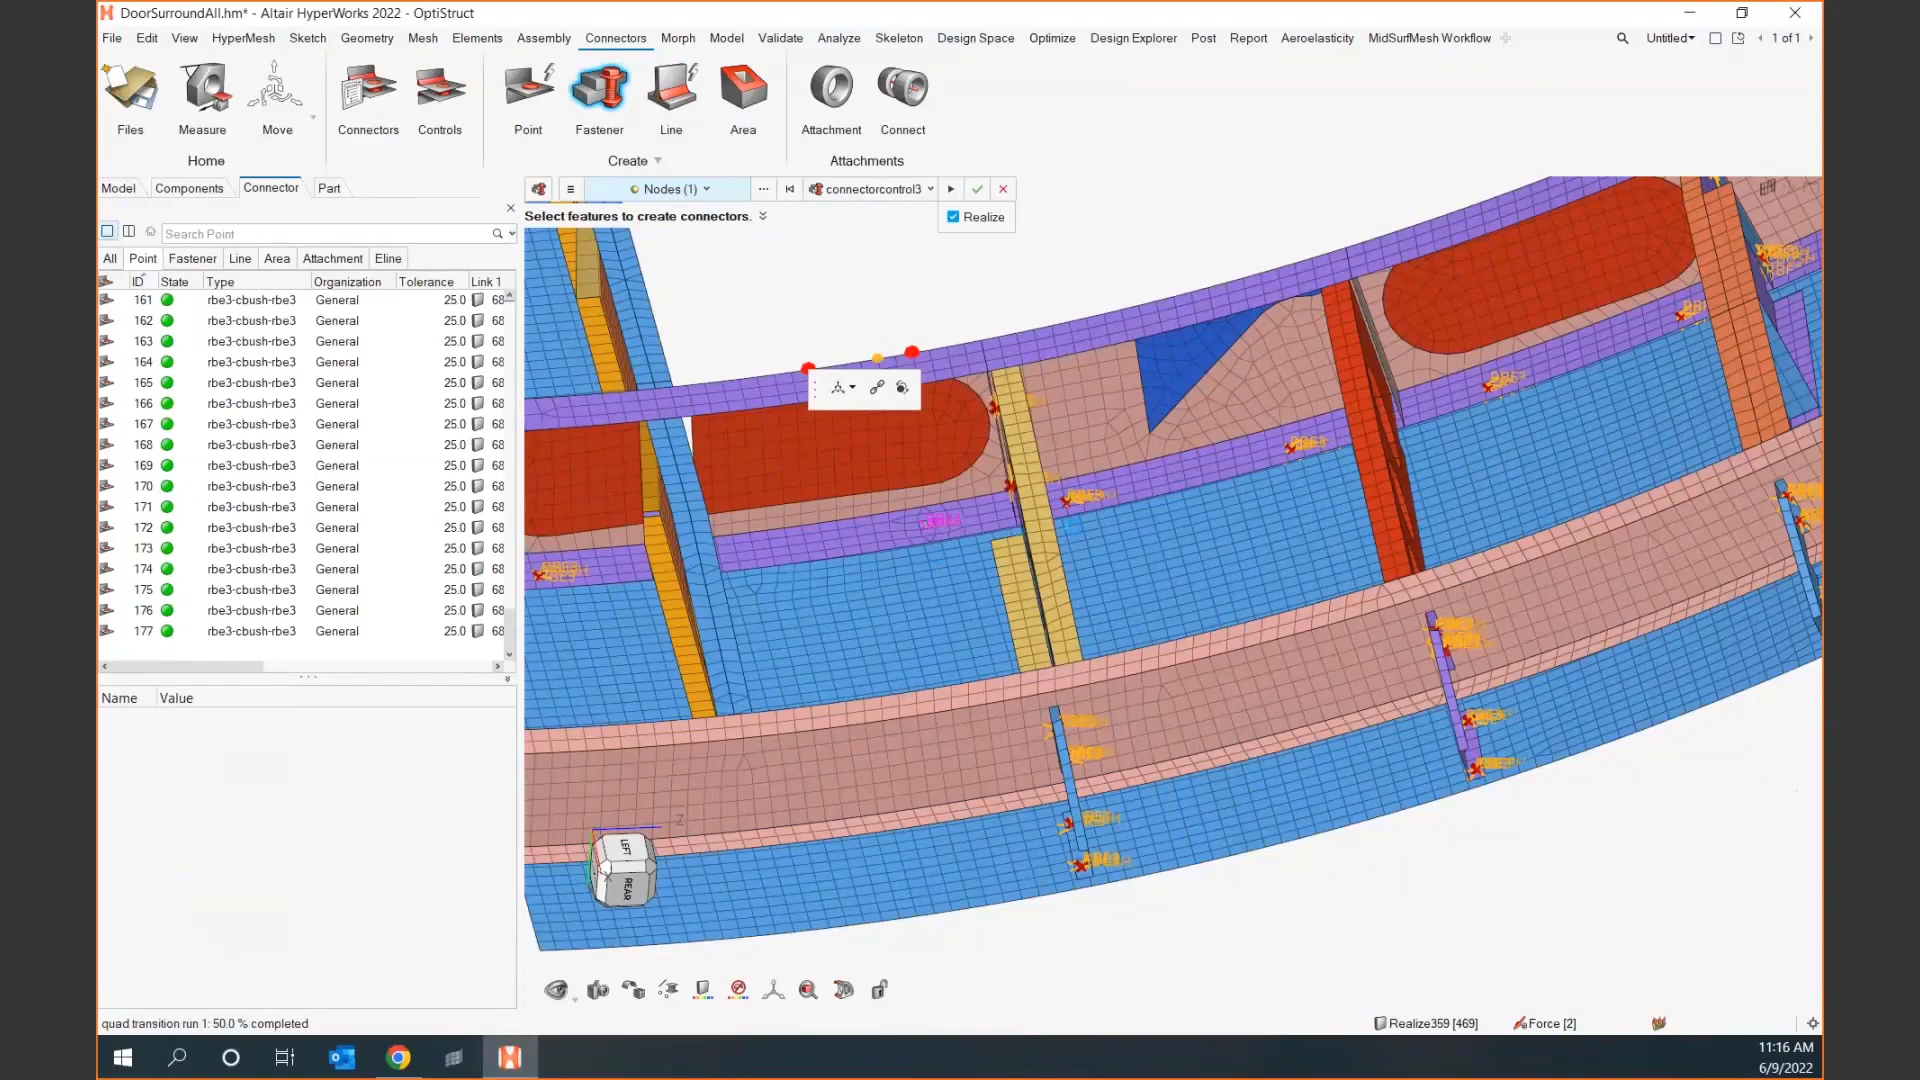 DoorSurroundAll.hm* - Altair HyperWorks 2022 - OptiStruct
File Edit View HyperMesh Sketch Geometry Mesh Elements Assembly Connectors Morph Model Validate Analyze Skeleton Design Space Optimize Design Explorer Post Report Aeroelasticity MidSurfMesh Workflow Untitled 1 of 1
Files Measure Move Connectors Controls Point Fastener Line Area Attachment Connect
Home Create Attachments
Model Components Connector Part
Nodes (1) connectorcontrol3
Select features to create connectors. Realize
Search Point
All Point Fastener Line Area Attachment Eline
ID State Type Organization Tolerance Link 1
161 rbe3-cbush-rbe3 General 25.0 68
162 rbe3-cbush-rbe3 General 25.0 68
163 rbe3-cbush-rbe3 General 25.0 68
164 rbe3-cbush-rbe3 General 25.0 68
165 rbe3-cbush-rbe3 General 25.0 68
166 rbe3-cbush-rbe3 General 25.0 68
167 rbe3-cbush-rbe3 General 25.0 68
168 rbe3-cbush-rbe3 General 25.0 68
169 rbe3-cbush-rbe3 General 25.0 68
170 rbe3-cbush-rbe3 General 25.0 68
171 rbe3-cbush-rbe3 General 25.0 68
172 rbe3-cbush-rbe3 General 25.0 68
173 rbe3-cbush-rbe3 General 25.0 68
174 rbe3-cbush-rbe3 General 25.0 68
175 rbe3-cbush-rbe3 General 25.0 68
176 rbe3-cbush-rbe3 General 25.0 68
177 rbe3-cbush-rbe3 General 25.0 68
Name Value
Z
LEFT
REAR
quad transition run 1: 50.0 % completed
Realize359 [469] Force [2]
11:16 AM
6/9/2022